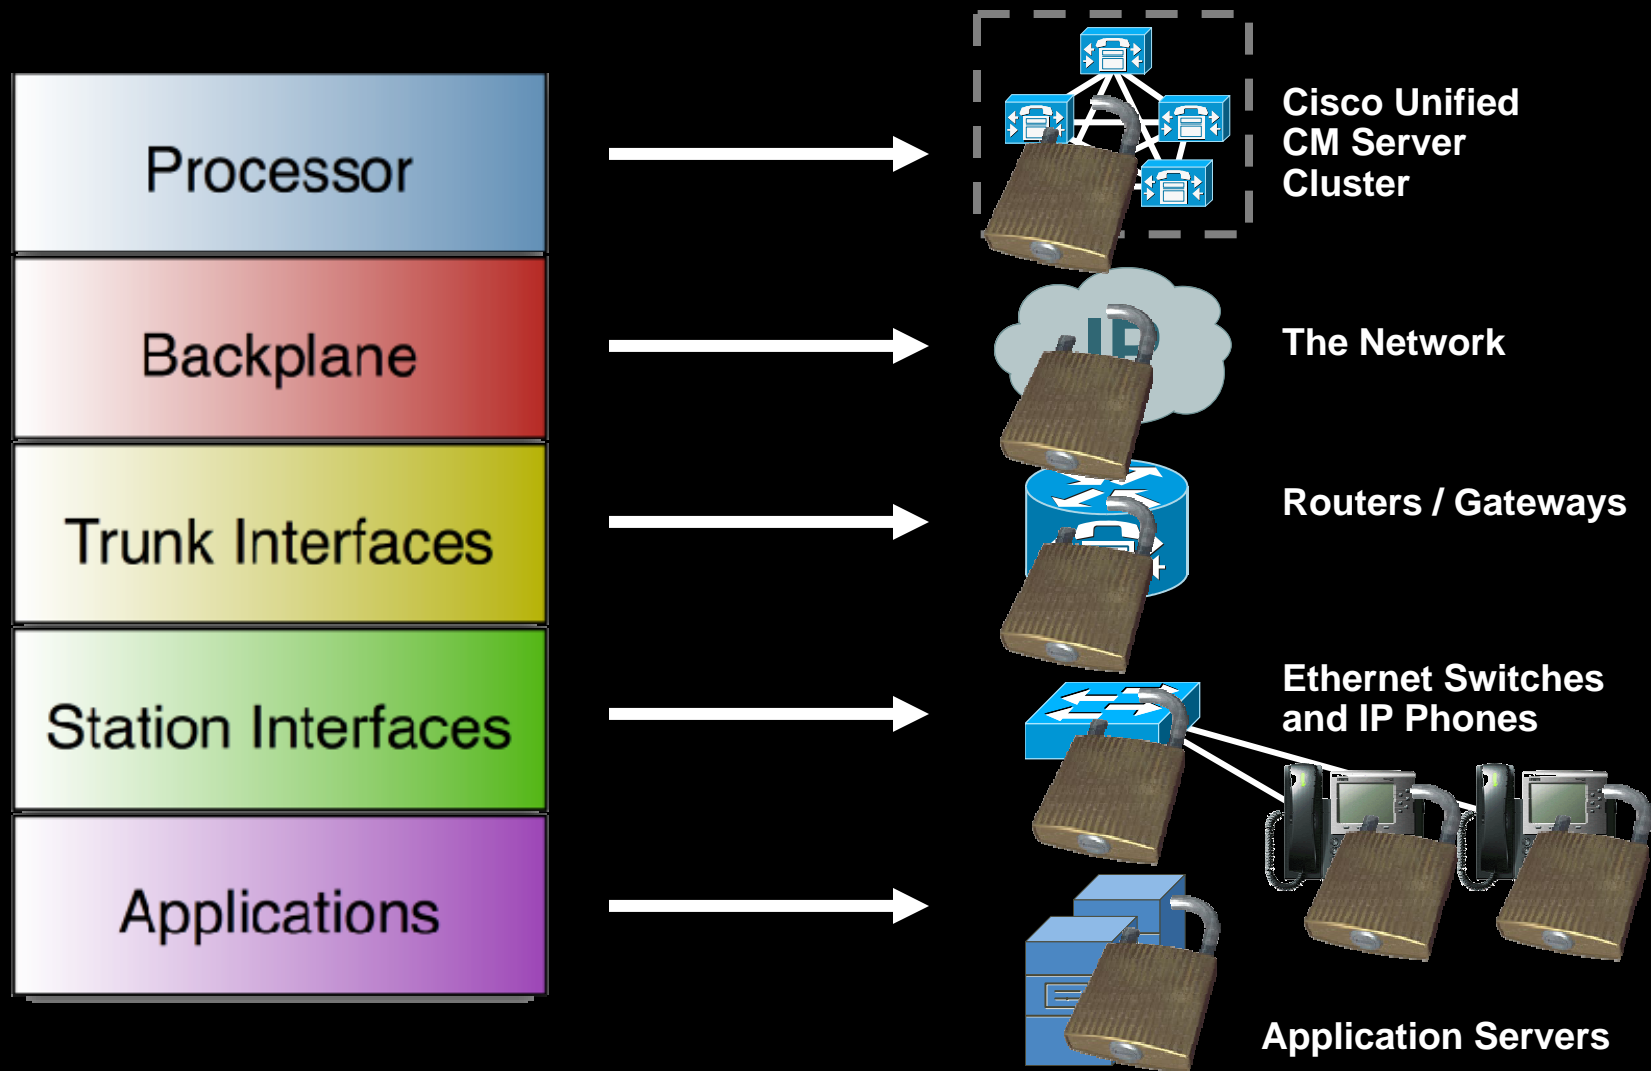 Processor
Cisco Unified
CM Server
Cluster
Backplane
IP
The Network
Trunk Interfaces
Routers / Gateways
Station Interfaces
Ethernet Switches
and IP Phones
Applications
Application Servers